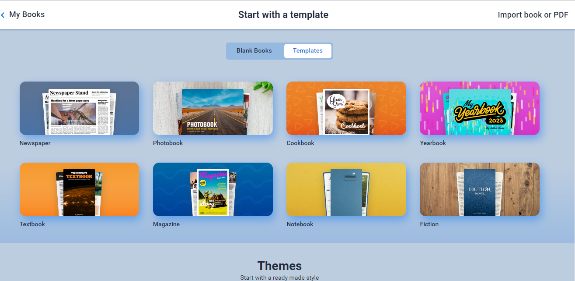 My Books
Start with a template
Import book or PDF
Blank Books
Templates
Newspaper Stand
PHOTOBOOK
Cookbook
My
Yearbook
2023
Newspaper
Photobook
Cookbook
Yearbook
TEXTBOOK
FICTION
Textbook
Magazine
Notebook
Fiction
Themes
Start with a ready made style